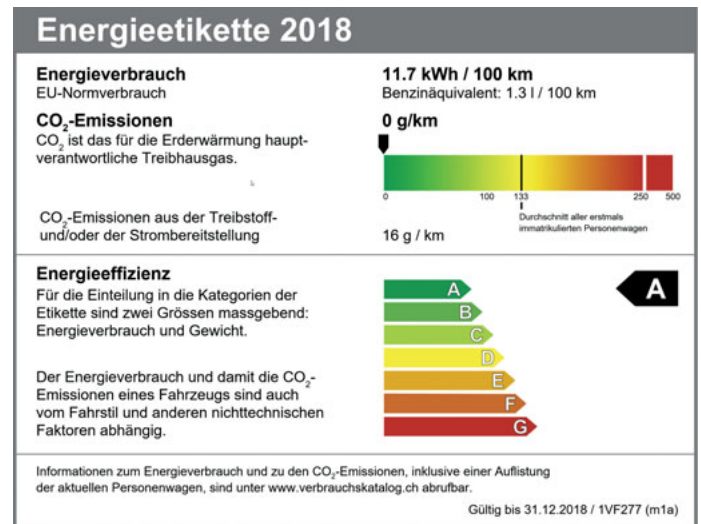 Energieetikette 2018
Energieverbrauch
EU-Normverbrauch
11.7 kWh / 100 km
Benzinäquivalent: 1.3 l / 100 km
CO₂-Emissionen
CO₂ ist das für die Erderwärmung haupt-
verantwortliche Treibhausgas.
0 g/km
0 100 133 250 500
Durchschnitt aller erstmals
immatrikulierten Personenwagen
CO₂-Emissionen aus der Treibstoff-
und/oder der Strombereitstellung
16 g / km
Energieeffizienz
Für die Einteilung in die Kategorien der
Etikette sind zwei Grössen massgebend:
Energieverbrauch und Gewicht.
Der Energieverbrauch und damit die CO₂-
Emissionen eines Fahrzeugs sind auch
vom Fahrstil und anderen nichttechnischen
Faktoren abhängig.
A
B
C
D
E
F
G
A
Informationen zum Energieverbrauch und zu den CO₂-Emissionen, inklusive einer Auflistung
der aktuellen Personenwagen, sind unter www.verbrauchskatalog.ch abrufbar.
Gültig bis 31.12.2018 / 1VF277 (m1a)